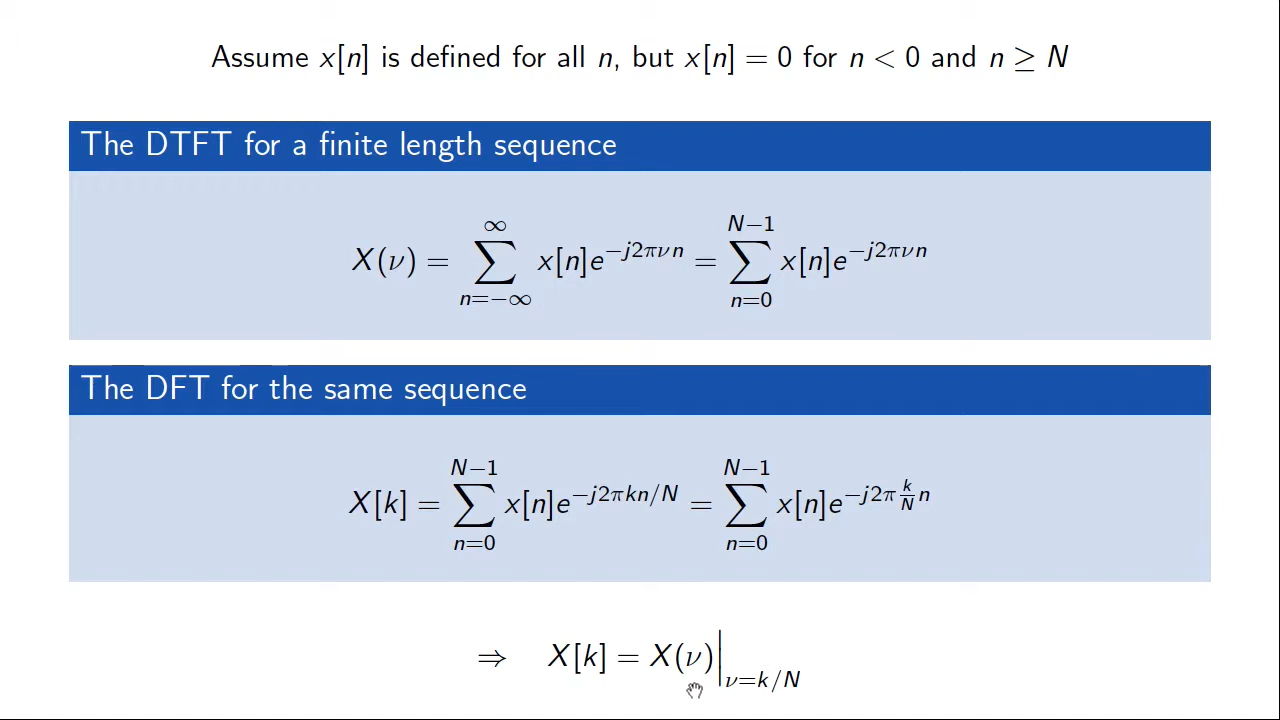 Assume x[n] is defined for all n, but x[n] = 0 for n < 0 and n ≥ N
The DTFT for a finite length sequence
X(ν) = ∑_{n=−∞}^{∞} x[n]e^{−j2πνn} = ∑_{n=0}^{N−1} x[n]e^{−j2πνn}
The DFT for the same sequence
X[k] = ∑_{n=0}^{N−1} x[n]e^{−j2πkn/N} = ∑_{n=0}^{N−1} x[n]e^{−j2π\frac{k}{N}n}
⇒ X[k] = X(ν)|_{ν=k/N}